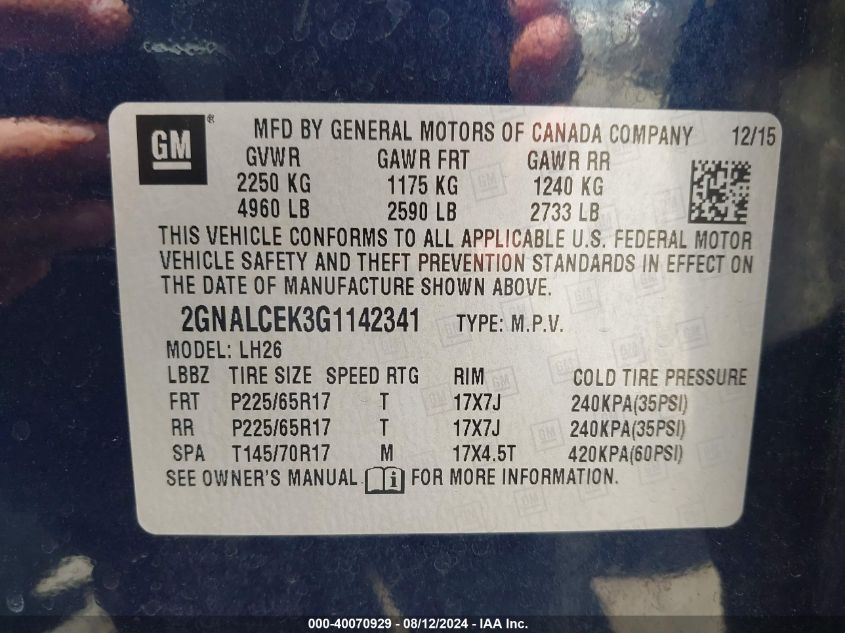 GM® MFD BY GENERAL MOTORS OF CANADA COMPANY 12/15
GVWR GAWR FRT GAWR RR
2250 KG 1175 KG 1240 KG
4960 LB 2590 LB 2733 LB
THIS VEHICLE CONFORMS TO ALL APPLICABLE U.S. FEDERAL MOTOR
VEHICLE SAFETY AND THEFT PREVENTION STANDARDS IN EFFECT ON
THE DATE OF MANUFACTURE SHOWN ABOVE.
2GNALCEK3G1142341 TYPE: M.P.V.
MODEL: LH26
LBBZ TIRE SIZE SPEED RTG RIM COLD TIRE PRESSURE
FRT P225/65R17 T 17X7J 240KPA(35PSI)
RR P225/65R17 T 17X7J 240KPA(35PSI)
SPA T145/70R17 M 17X4.5T 420KPA(60PSI)
SEE OWNER'S MANUAL i FOR MORE INFORMATION.
000-40070929 - 08/12/2024 - IAA Inc.